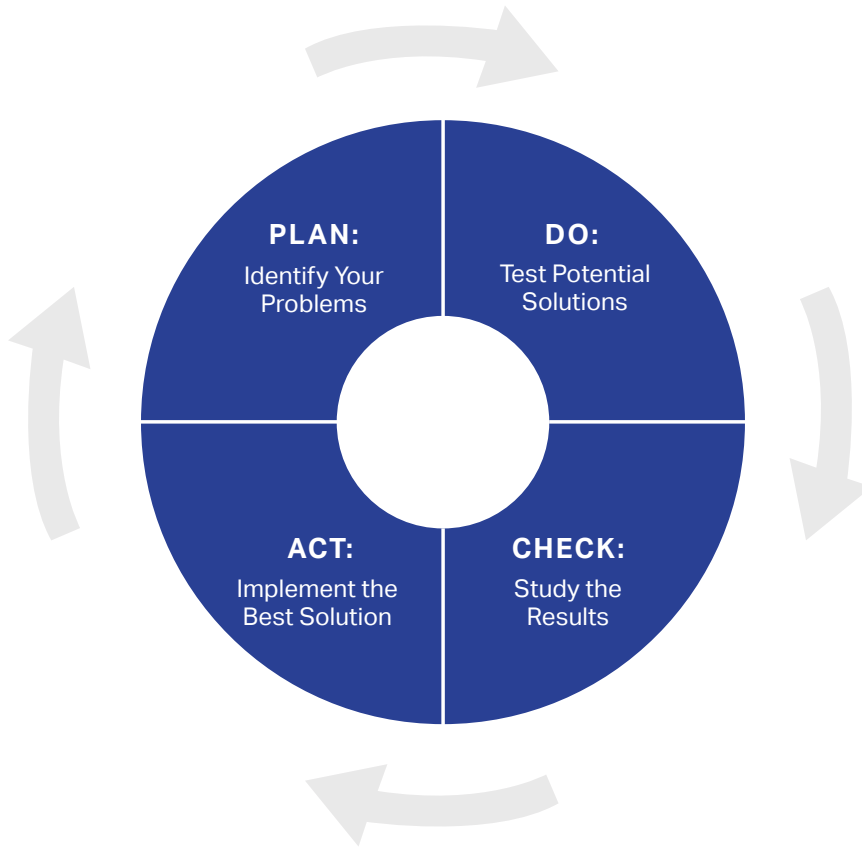 PLAN:
Identify Your
Problems
DO:
Test Potential
Solutions
ACT:
Implement the
Best Solution
CHECK:
Study the
Results